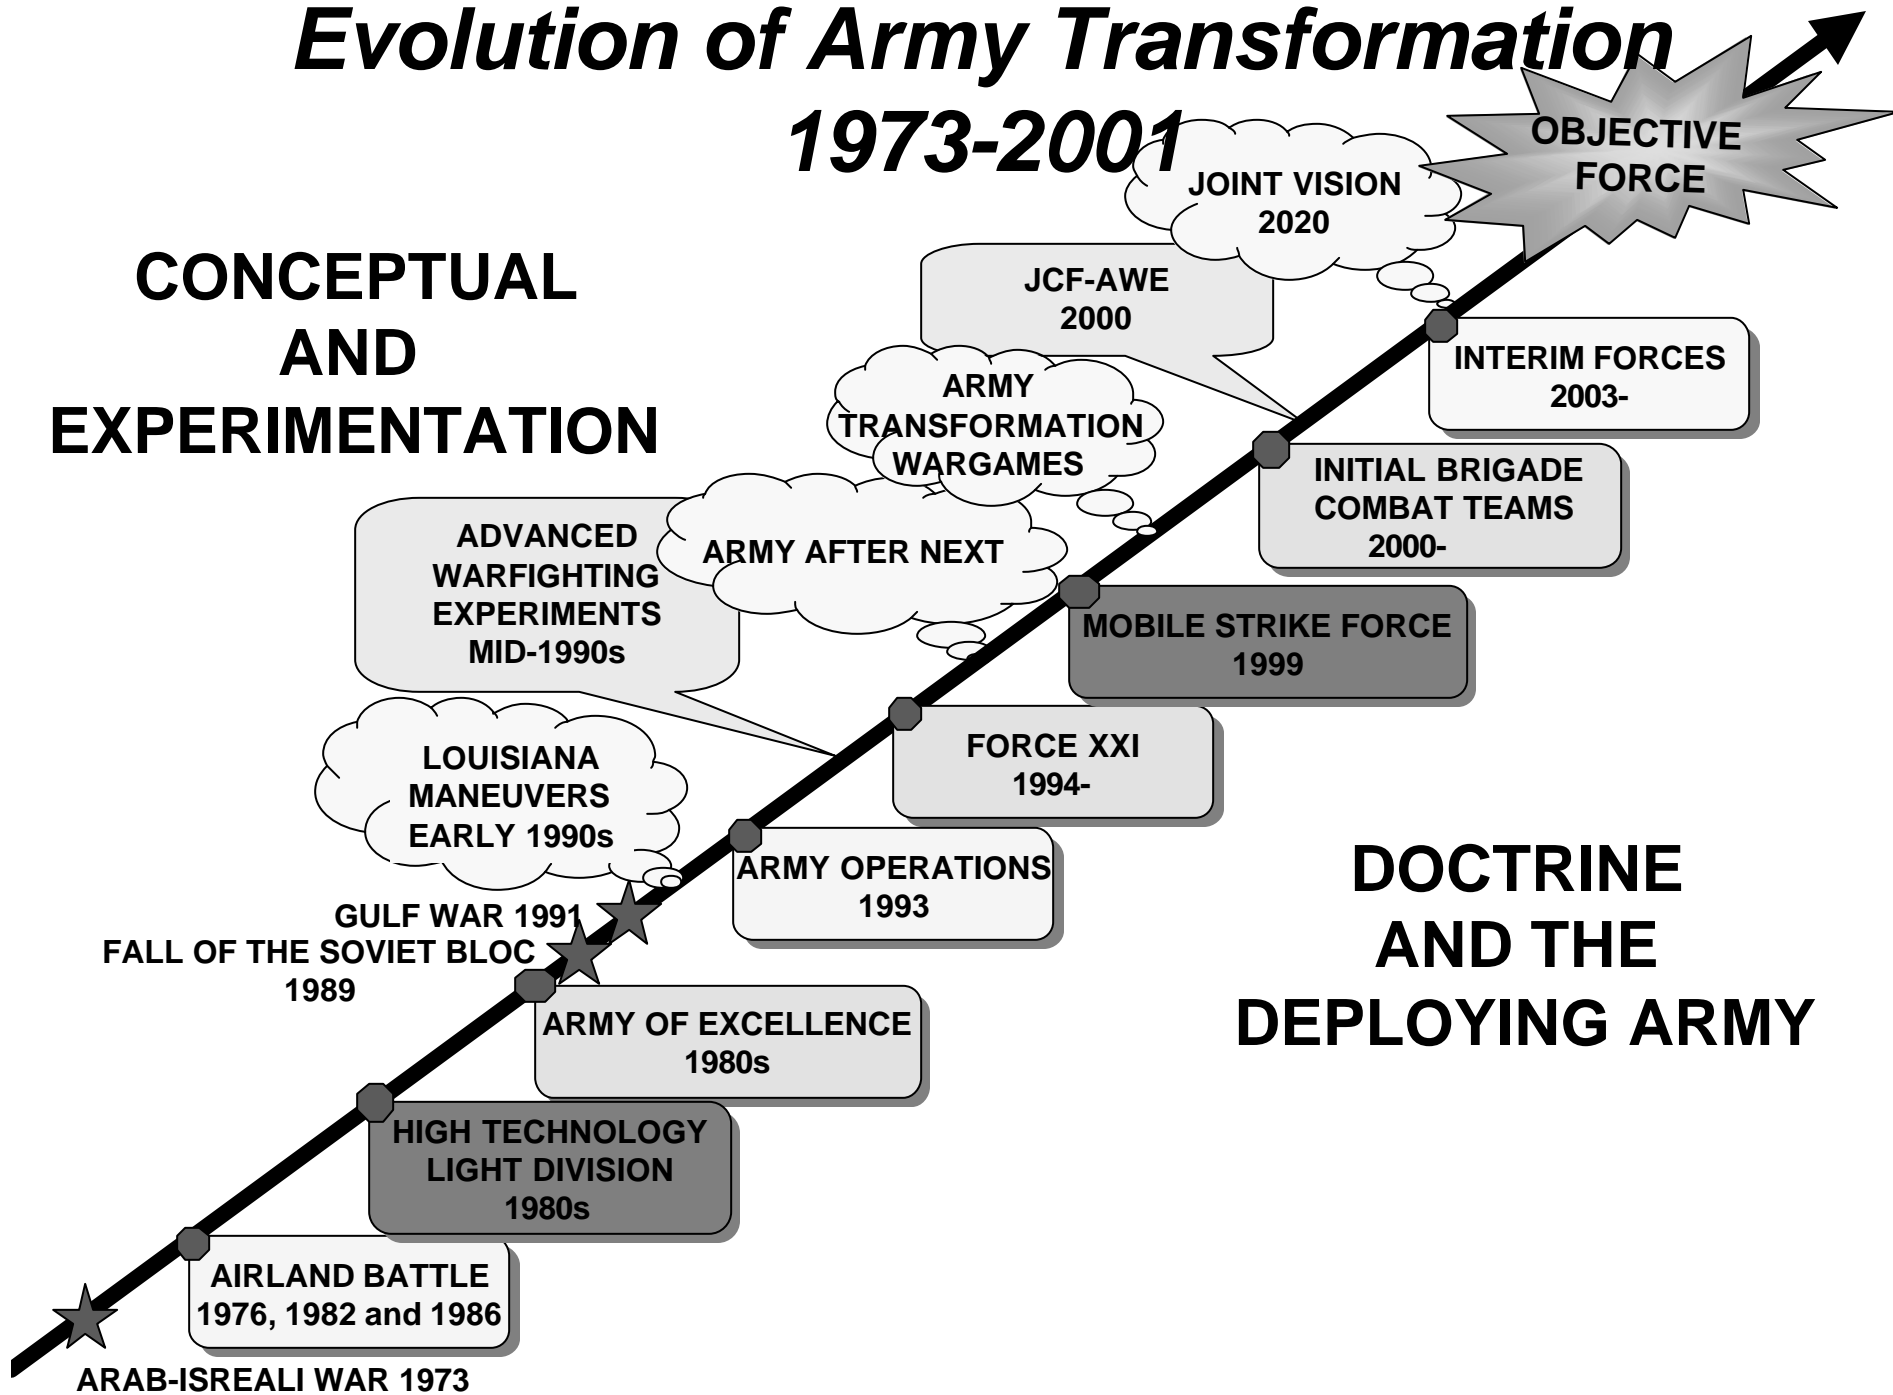 Evolution of Army Transformation
1973-2001
OBJECTIVE
FORCE
JOINT VISION
2020
CONCEPTUAL
AND
EXPERIMENTATION
JCF-AWE
2000
INTERIM FORCES
2003-
ARMY
TRANSFORMATION
WARGAMES
INITIAL BRIGADE
COMBAT TEAMS
2000-
ADVANCED
WARFIGHTING
EXPERIMENTS
MID-1990s
ARMY AFTER NEXT
MOBILE STRIKE FORCE
1999
LOUISIANA
MANEUVERS
EARLY 1990s
FORCE XXI
1994-
ARMY OPERATIONS
1993
DOCTRINE
AND THE
DEPLOYING ARMY
GULF WAR 1991
FALL OF THE SOVIET BLOC
1989
ARMY OF EXCELLENCE
1980s
HIGH TECHNOLOGY
LIGHT DIVISION
1980s
AIRLAND BATTLE
1976, 1982 and 1986
ARAB-ISREALI WAR 1973